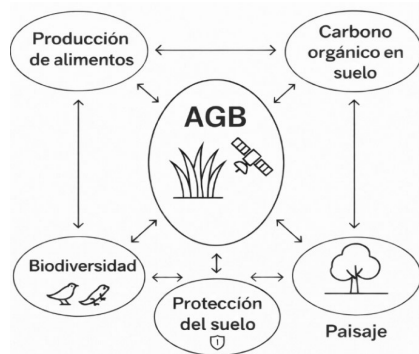 Producción
de alimentos
Carbono
orgánico en
suelo
AGB
Biodiversidad
Protección
del suelo
Paisaje